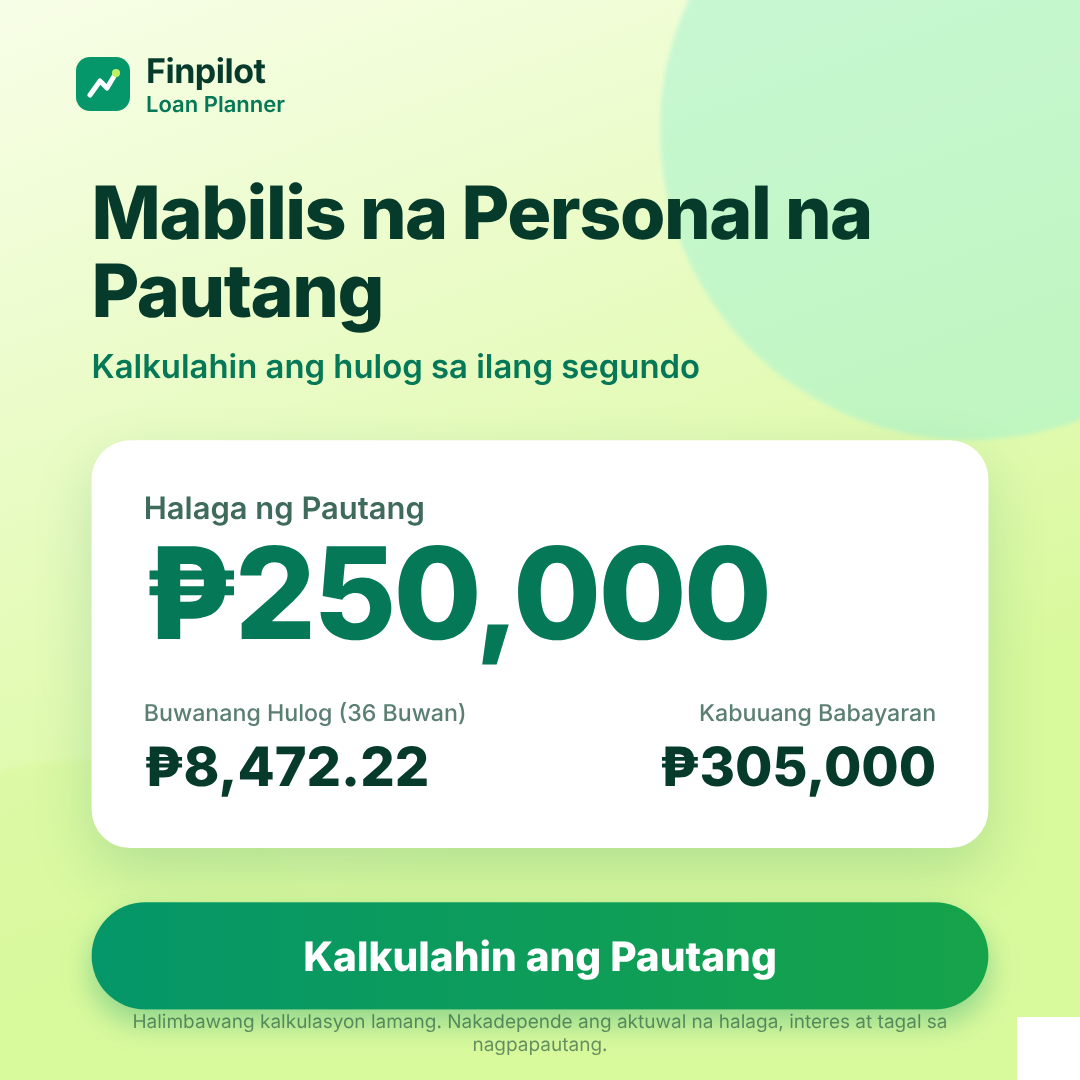 Finpilot
Loan Planner
Mabilis na Personal na
Pautang
Kalkulahin ang hulog sa ilang segundo
Halaga ng Pautang
₱250,000
Buwanang Hulog (36 Buwan)
₱8,472.22
Kabuuang Babayaran
₱305,000
Kalkulahin ang Pautang
Halimbawang kalkulasyon lamang. Nakadepende ang aktuwal na halaga, interes at tagal sa
nagpapautang.